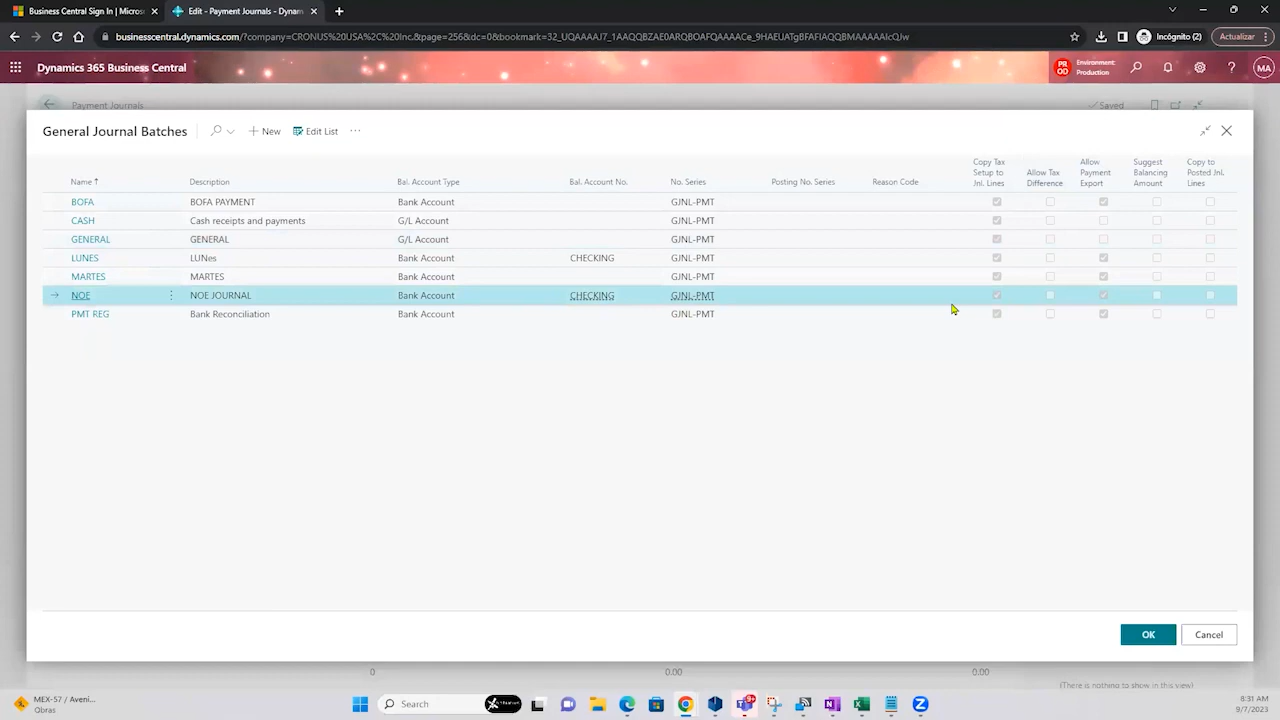 Business Central Sign In | Micros
Edit - Payment Journals - Dynam
businesscentral.dynamics.com/?company=CRONUS%20USA%2C%20Inc.&page=256&dc=0&bookmark=32_UQAAAAJ7_1AAQQBZAE0ARQBOAFQAAAACe_9HAEUATgBFAFIAQQBMAAAAAIcQJw
Incógnito (2)
Actualizar
Dynamics 365 Business Central
PR
OD
Environment:
Production
?
MA
Payment Journals
Saved
General Journal Batches
New
Edit List
Name ↑ Description Bal. Account Type Bal. Account No. No. Series Posting No. Series Reason Code Copy Tax Setup to Jnl. Lines Allow Tax Difference Allow Payment Export Suggest Balancing Amount Copy to Posted Jnl. Lines
BOFA BOFA PAYMENT Bank Account GJNL-PMT
CASH Cash receipts and payments G/L Account GJNL-PMT
GENERAL GENERAL G/L Account GJNL-PMT
LUNES LUNes Bank Account CHECKING GJNL-PMT
MARTES MARTES Bank Account GJNL-PMT
NOE NOE JOURNAL Bank Account CHECKING GJNL-PMT
PMT REG Bank Reconciliation Bank Account GJNL-PMT
OK
Cancel
0 0.00 0.00
(There is nothing to show in this view)
MEX-57 / Aveni...
Obras
Search
8:31 AM
9/7/2023